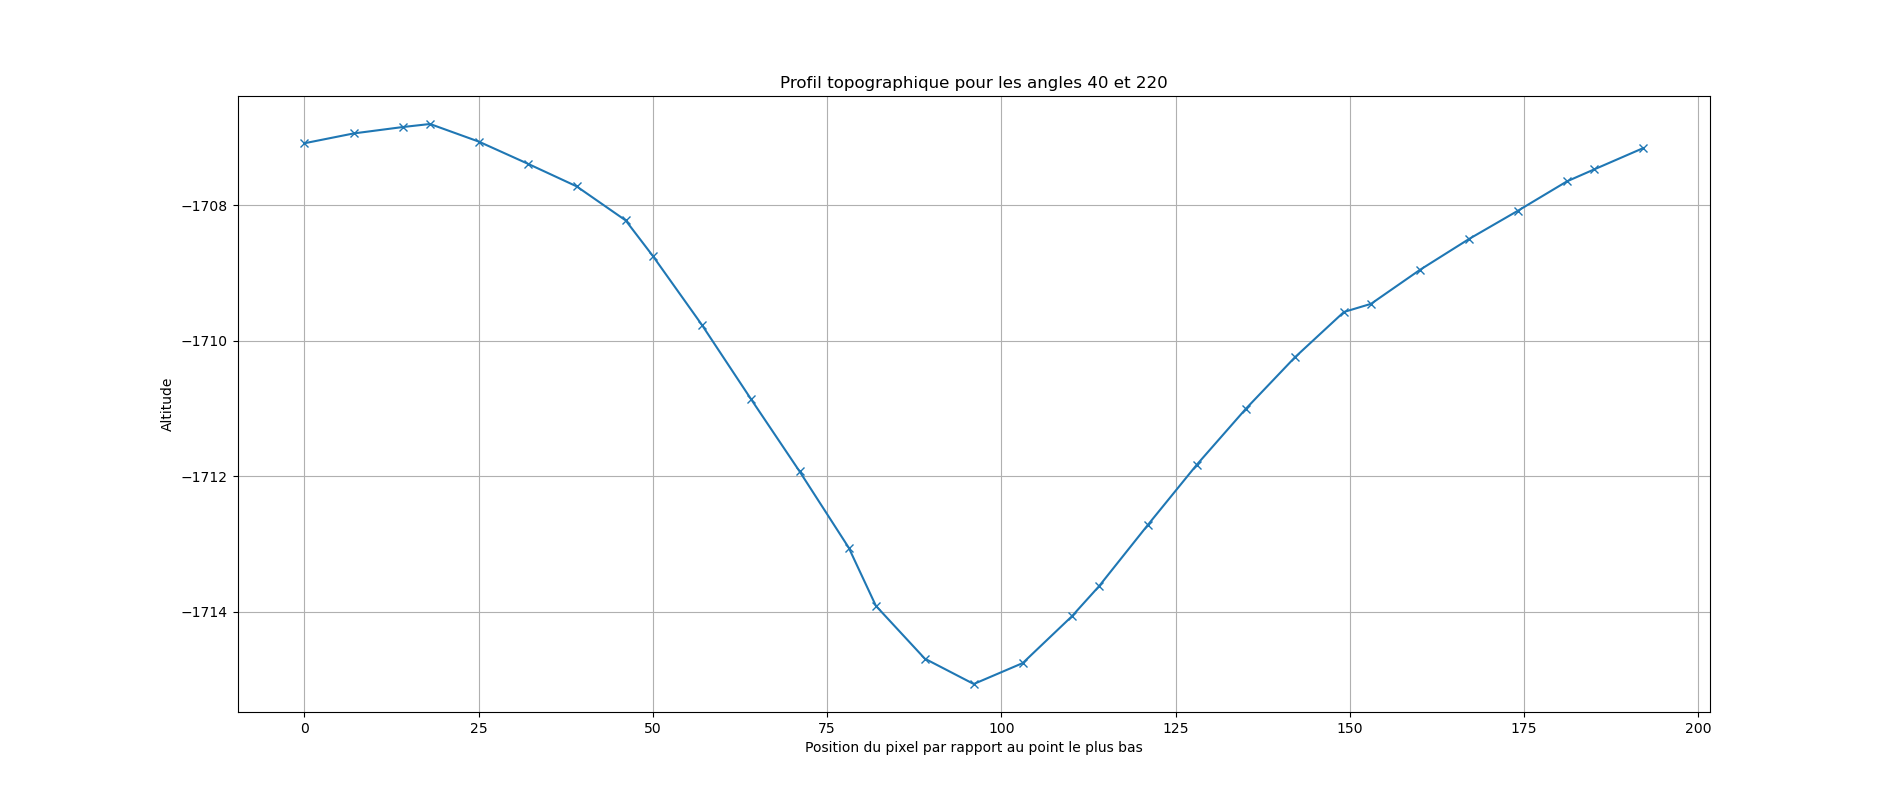 Profil topographique pour les angles 40 et 220
−1708
−1710
−1712
−1714
Altitude
0 25 50 75 100 125 150 175 200
Position du pixel par rapport au point le plus bas